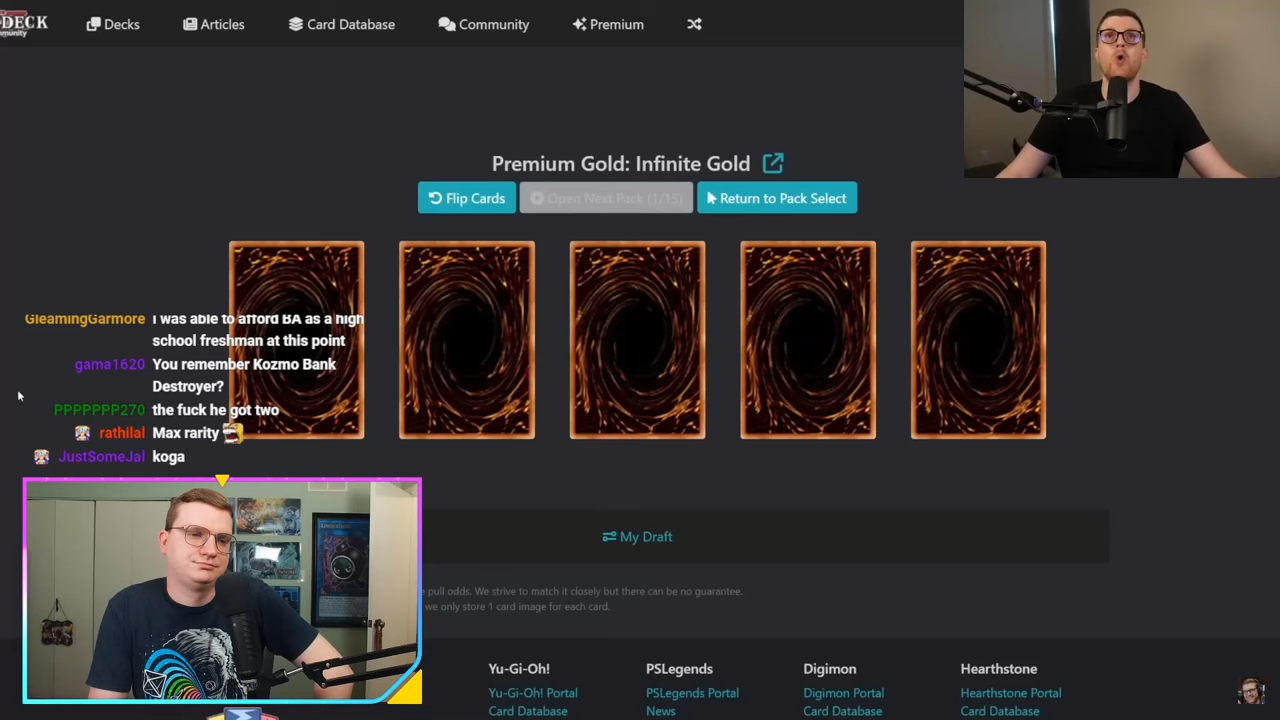 DECK
mmunity
Decks
Articles
Card Database
Community
Premium
Premium Gold: Infinite Gold
Flip Cards
Open Next Pack (1/15)
Return to Pack Select
GleamingGarmore I was able to afford BA as a high
school freshman at this point
gama1620 You remember Kozmo Bank
Destroyer?
PPPPPPP270 the fuck he got two
rathilal Max rarity
JustSomeJal koga
My Draft
e pull odds. We strive to match it closely but there can be no guarantee.
we only store 1 card image for each card.
Yu-Gi-Oh!
Yu-Gi-Oh! Portal
Card Database
PSLegends
PSLegends Portal
News
Digimon
Digimon Portal
Card Database
Hearthstone
Hearthstone Portal
Card Database